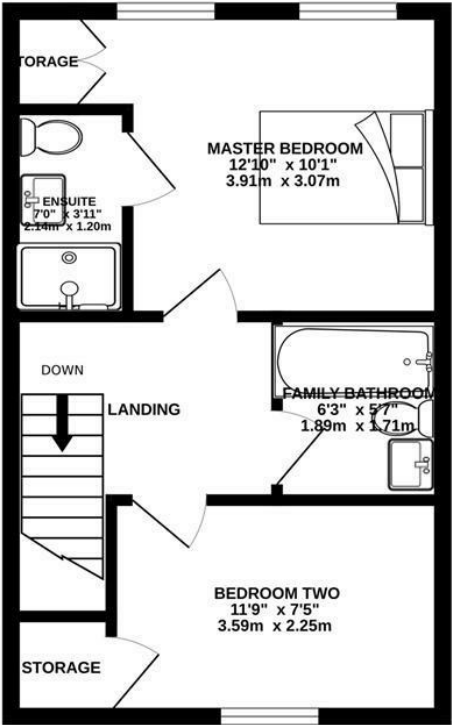 TORAGE
MASTER BEDROOM
12'10" x 10'1"
3.91m x 3.07m
ENSUITE
7'0" x 3'11"
2.14m x 1.20m
DOWN
LANDING
FAMILY BATHROOM
6'3" x 5'7"
1.89m x 1.71m
BEDROOM TWO
11'9" x 7'5"
3.59m x 2.25m
STORAGE